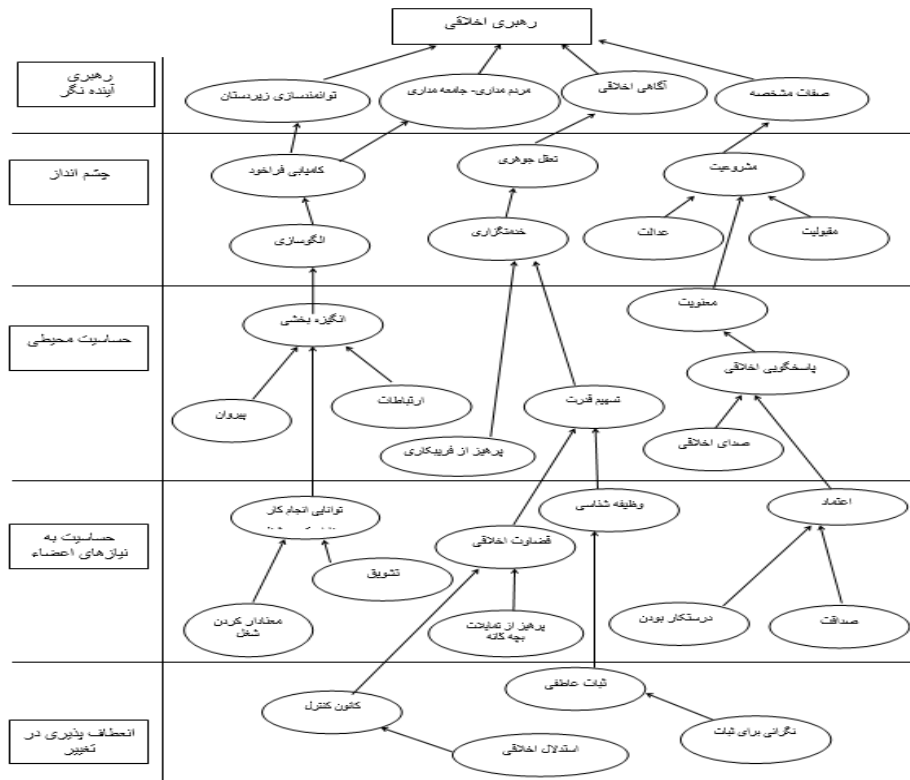 رهبری اخلاقی
رهبری
آینده نگر
صفات مشخصه
آگاهی اخلاقی
مردم مداری- جامعه مداری
توانمندسازی زیردستان
چشم انداز
مشروعیت
تعقل جوهری
کامیابی فراخود
مقبولیت
عدالت
خدمتگزاری
الگوسازی
حساسیت محیطی
معنویت
انگیزه بخشی
پاسخگویی اخلاقی
تسهیم قدرت
ارتباطات
پیروان
صدای اخلاقی
پرهیز از فریبکاری
حساسیت به
نیازهای اعضاء
اعتماد
وظیفه شناسی
توانایی انجام کار
قضاوت اخلاقی
تشویق
صداقت
درستکار بودن
پرهیز از تمایلات
بچه گانه
معنادار کردن
شغل
انعطاف پذیری در
تغییر
ثبات عاطفی
کانون کنترل
نگرانی برای ثبات
استدلال اخلاقی